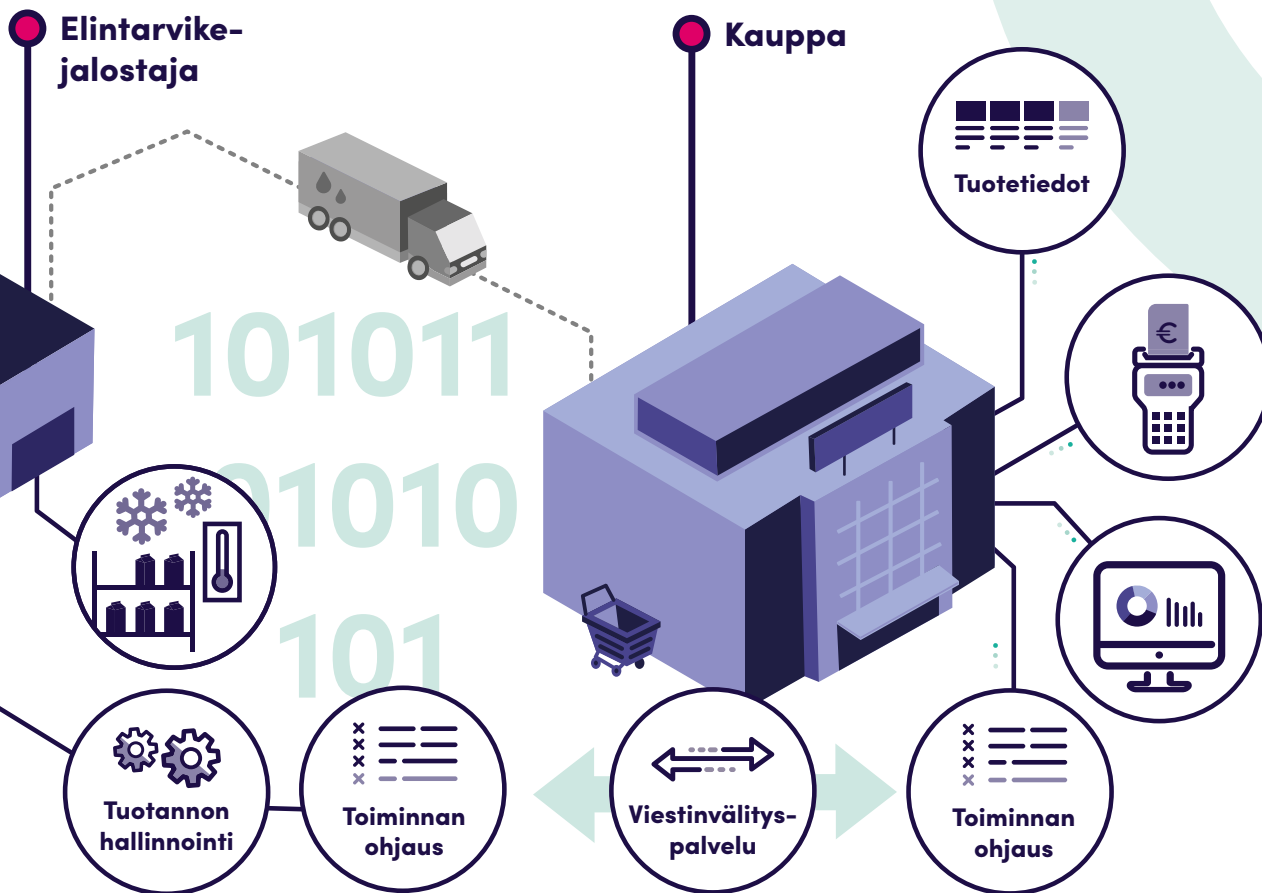 Elintarvike-
jalostaja
Kauppa
Tuotetiedot
€
101011
01010
101
Tuotannon
hallinnointi
Toiminnan
ohjaus
Viestinvälitys-
palvelu
Toiminnan
ohjaus